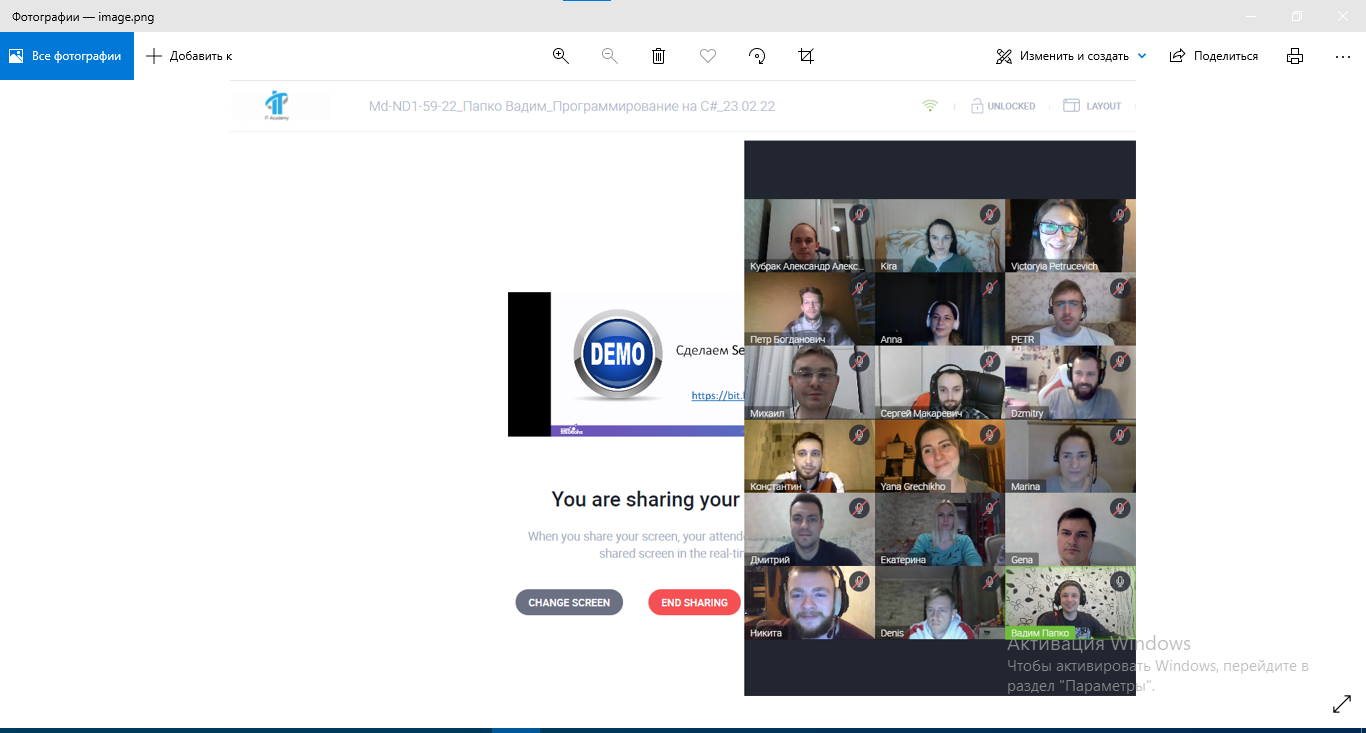 Фотографии — image.png
Все фотографии
Добавить к
Изменить и создать
Поделиться
IT-Academy
Md-ND1-59-22_Папко Вадим_Программирование на C#_23.02.22
UNLOCKED
LAYOUT
Кубрак Александр Алекс...
Kira
Victoryia Petrucevich
DEMO
Сделаем Se
https://bit.
Петр Богданович
Anna
PETR
Михаил
Сергей Макаревич
Dzmitry
Константин
Yana Grechikho
Marina
You are sharing your
When you share your screen, your attend
shared screen in the real-tim
Дмитрий
Екатерина
Gena
CHANGE SCREEN
END SHARING
Никита
Denis
Вадим Папко
Активация Windows
Чтобы активировать Windows, перейдите в
раздел "Параметры".